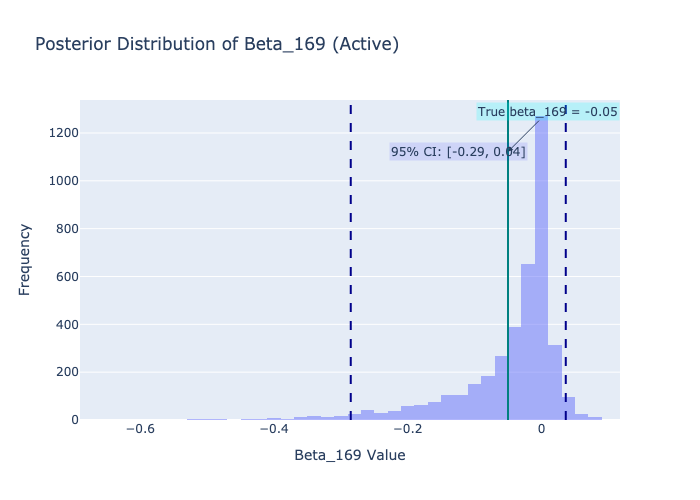 Posterior Distribution of Beta_169 (Active)
True beta_169 = -0.05
95% CI: [-0.29, 0.04]
1200
1000
800
600
400
200
0
Frequency
−0.6
−0.4
−0.2
0
Beta_169 Value